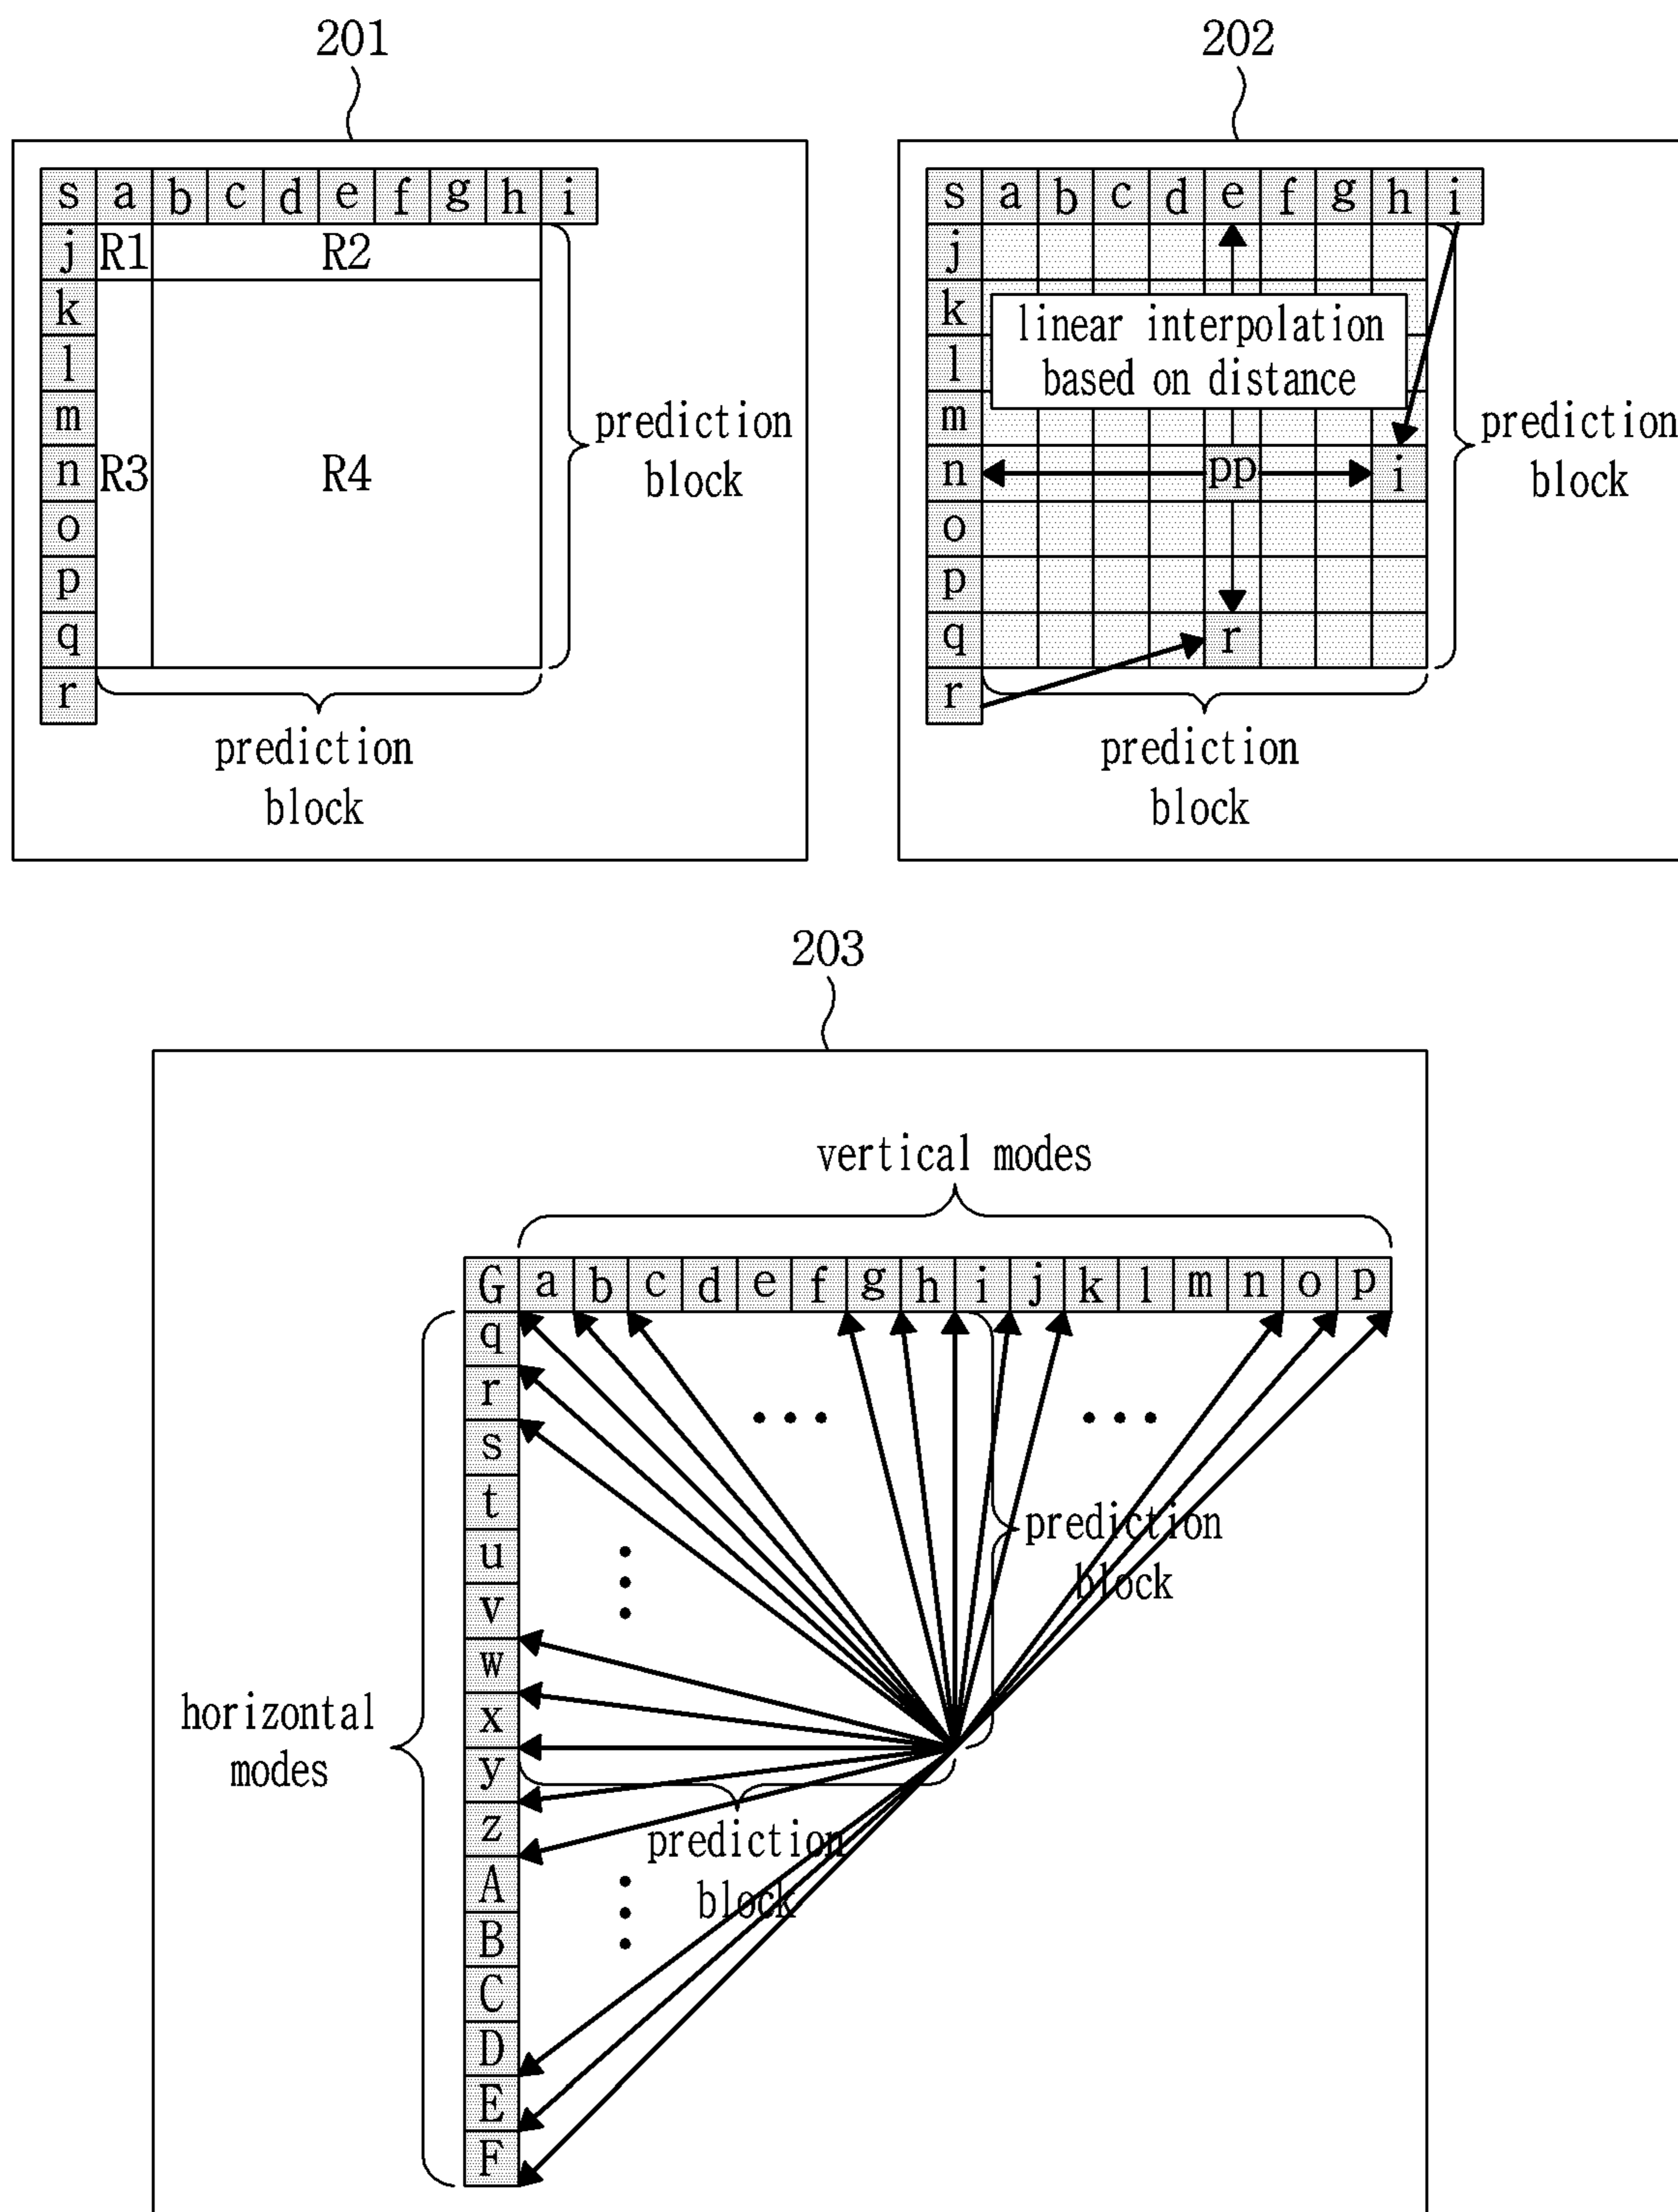 201
s a b c d e f g h i
j R1 R2
k
l
m
n R3 R4
o
p
q
r
prediction
block
prediction
block
202
s a b c d e f g h i
j
k
l
m
n pp i
o
p
q r
r
linear interpolation
based on distance
prediction
block
prediction
block
203
vertical modes
G a b c d e f g h i j k l m n o p
q
r
s
t
u
v
w
x
y
z
A
B
C
D
E
F
horizontal
modes
prediction
block
prediction
block